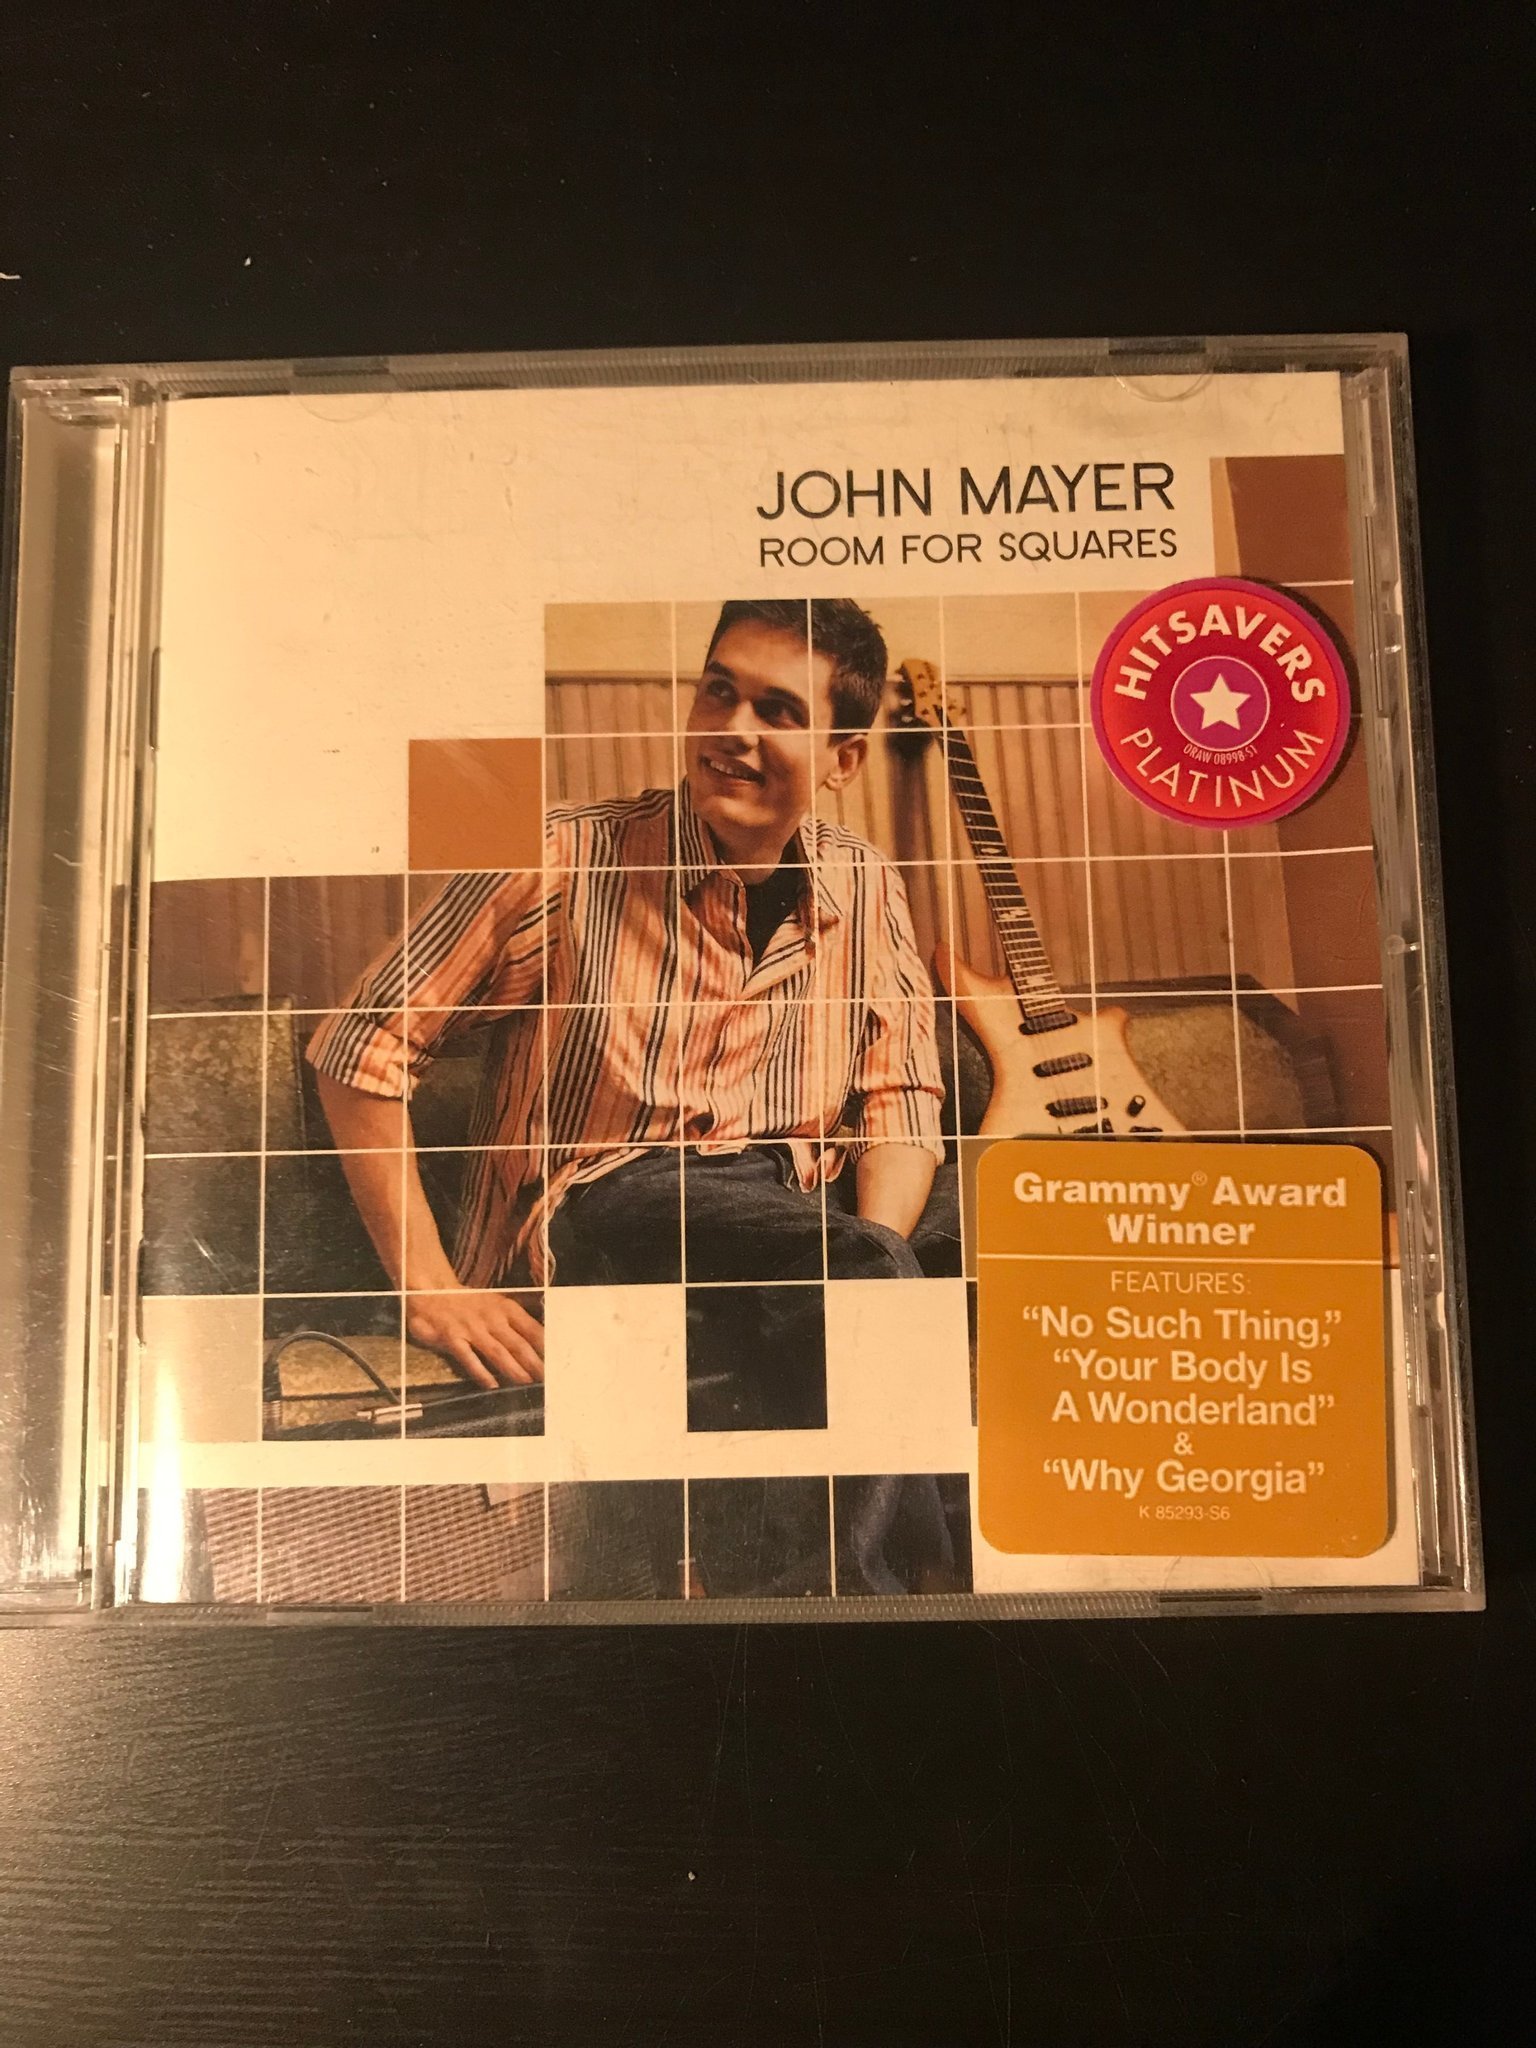 JOHN MAYER
ROOM FOR SQUARES
HITSAVERS
DRAW 08998-S1
PLATINUM
Grammy® Award
Winner
FEATURES:
“No Such Thing,”
“Your Body Is
A Wonderland”
&
“Why Georgia”
K 85293-S6